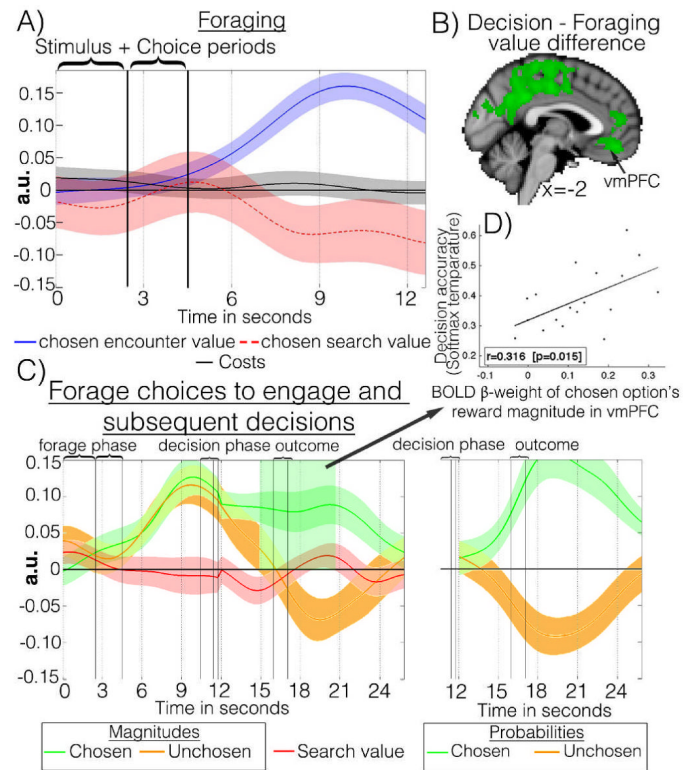 A)
Foraging
Stimulus + Choice periods
a.u.
0.15
0.10
0.05
0
-0.05
-0.10
-0.15
0 3 6 9 12
Time in seconds
chosen encounter value
chosen search value
Costs
B) Decision - Foraging
value difference
x=-2
vmPFC
D)
Decision accuracy
(Softmax temparature)
0.6
0.5
0.4
0.3
0.2
r=0.316 [p=0.015]
-0.1 0 0.1 0.2 0.3
BOLD β-weight of chosen option's
reward magnitude in vmPFC
C)
Forage choices to engage and
subsequent decisions
forage phase
decision phase
outcome
a.u.
0.15
0.10
0.05
0
-0.05
-0.10
-0.15
0 3 6 9 12 15 18 21 24
Time in seconds
decision phase
outcome
12 15 18 21 24
Time in seconds
Magnitudes
Chosen
Unchosen
Search value
Probabilities
Chosen
Unchosen